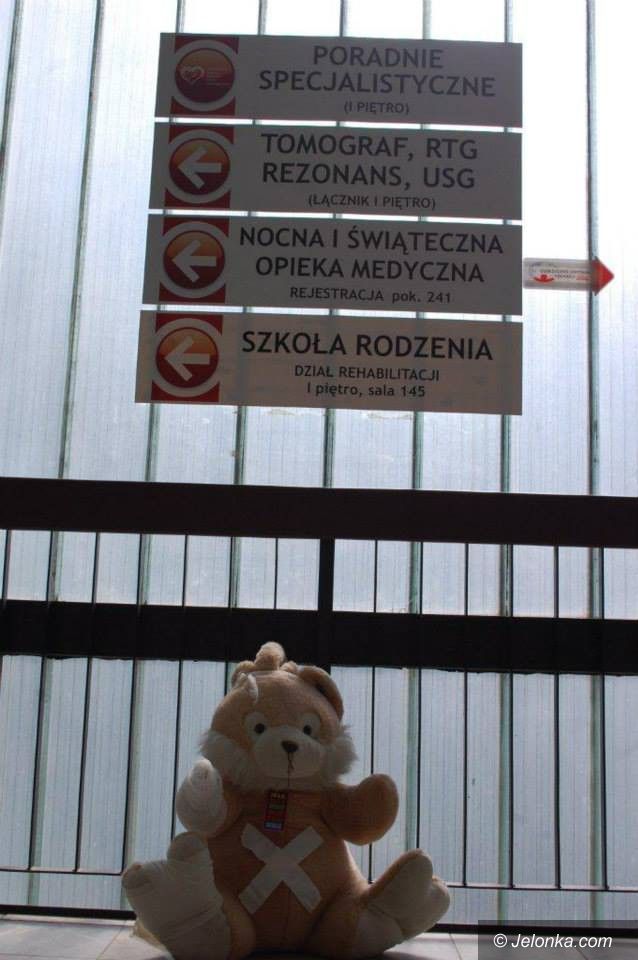 PORADNIE
SPECJALISTYCZNE
(I PIĘTRO)
TOMOGRAF, RTG
REZONANS, USG
(ŁĄCZNIK I PIĘTRO)
NOCNA I ŚWIĄTECZNA
OPIEKA MEDYCZNA
REJESTRACJA pok. 241
SZKOŁA RODZENIA
DZIAŁ REHABILITACJI
I piętro, sala 145
© Jelonka.com